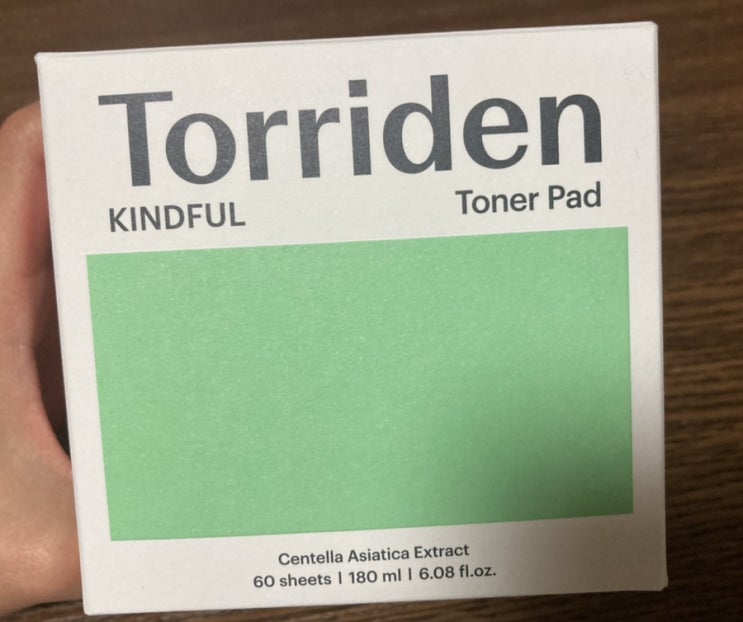 Torriden
KINDFUL Toner Pad
Centella Asiatica Extract
60 sheets | 180 ml | 6.08 fl.oz.